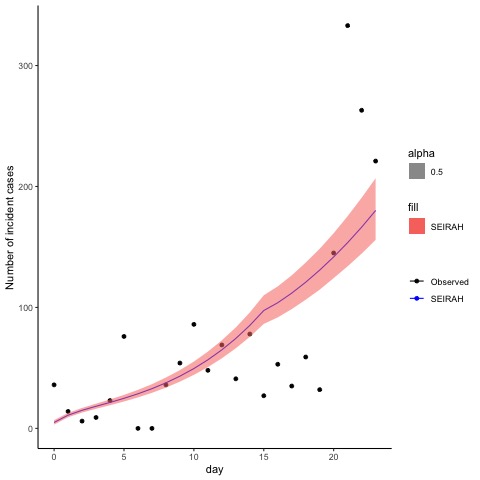 Number of incident cases
300
200
100
0
0
5
10
15
20
day
alpha
0.5
fill
SEIRAH
Observed
SEIRAH